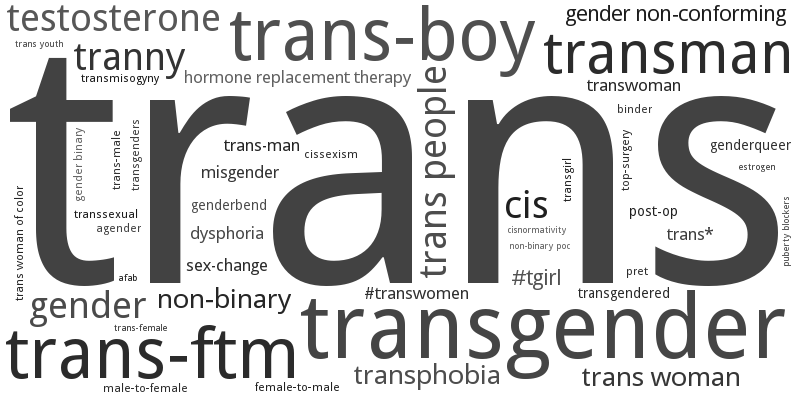 testosterone
trans-boy
gender non-conforming
trans youth
tranny
transman
transmisogyny
hormone replacement therapy
transwoman
trans
trans people
binder
gender binary
trans-male
transgenders
trans-man
cissexism
misgender
transgirl
top-surgery
genderqueer
estrogen
trans woman of color
transsexual
agender
genderbend
dysphoria
cis
cisnormativity
non-binary poc
post-op
trans*
puberty blockers
sex-change
afab
#tgirl
pret
gender
non-binary
#transwomen
transgendered
trans-female
trans-ftm
transgender
male-to-female
female-to-male
transphobia
trans woman